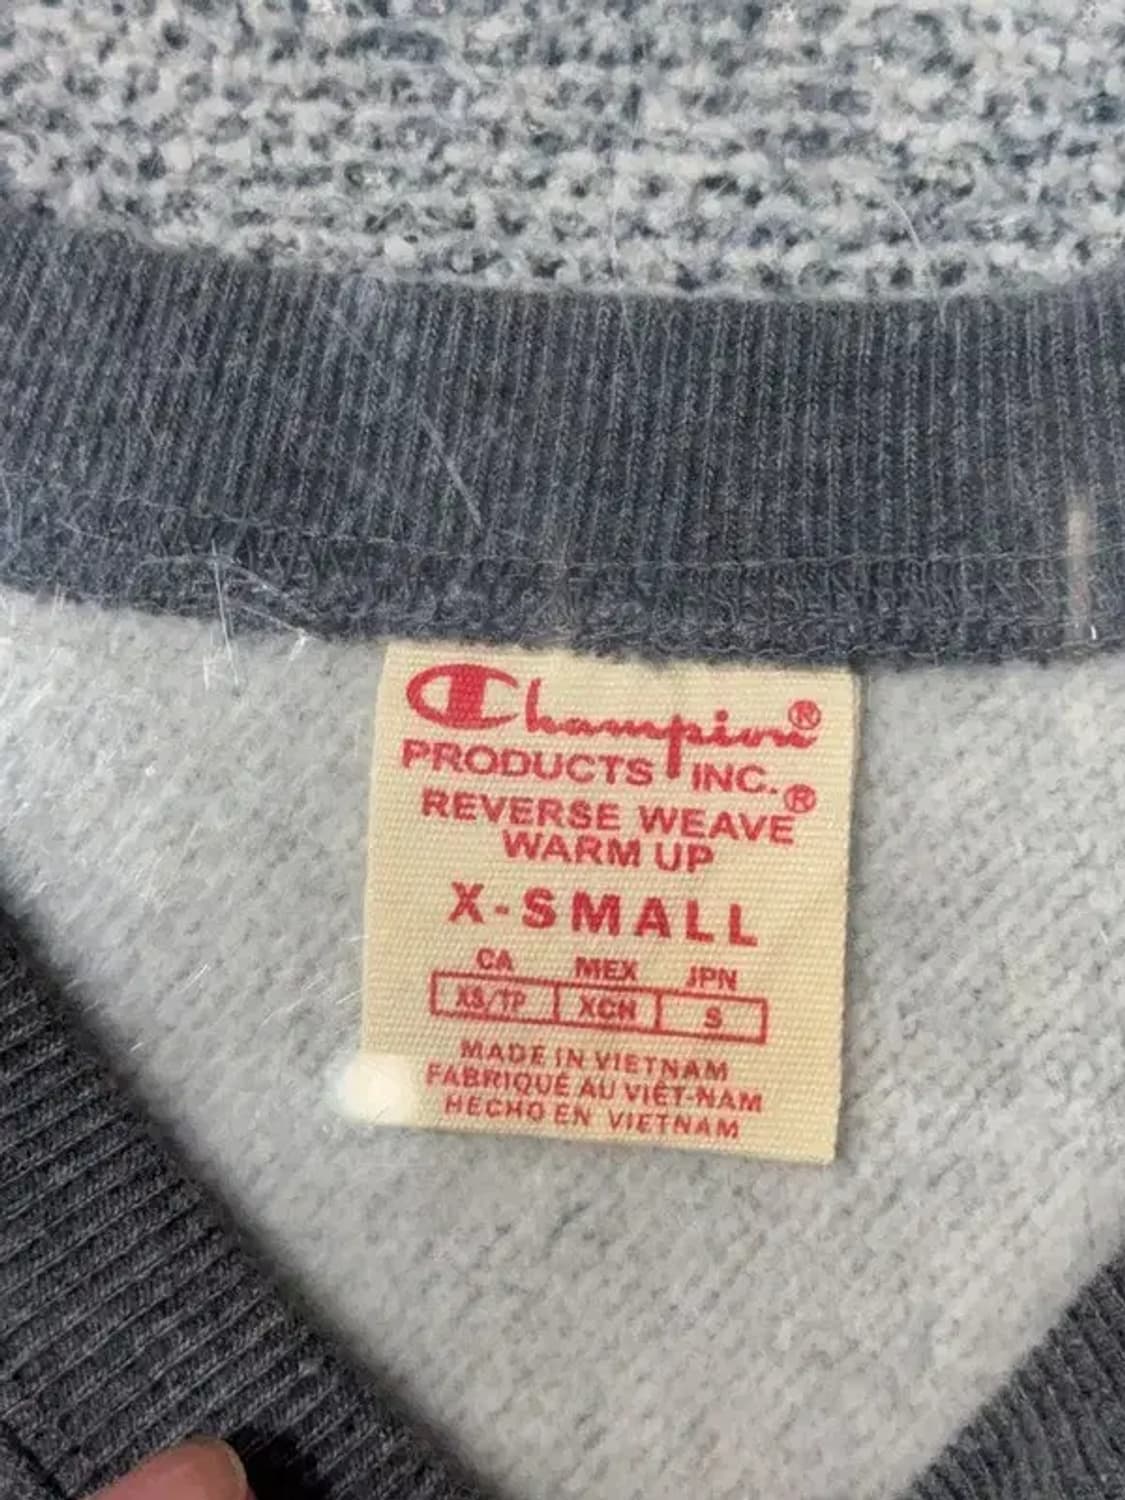 Champion®
PRODUCTS INC.
REVERSE WEAVE®
WARM UP
X-SMALL
CA MEX JPN
XS/TP XCH S
MADE IN VIETNAM
FABRIQUÉ AU VIÊT-NAM
HECHO EN VIETNAM